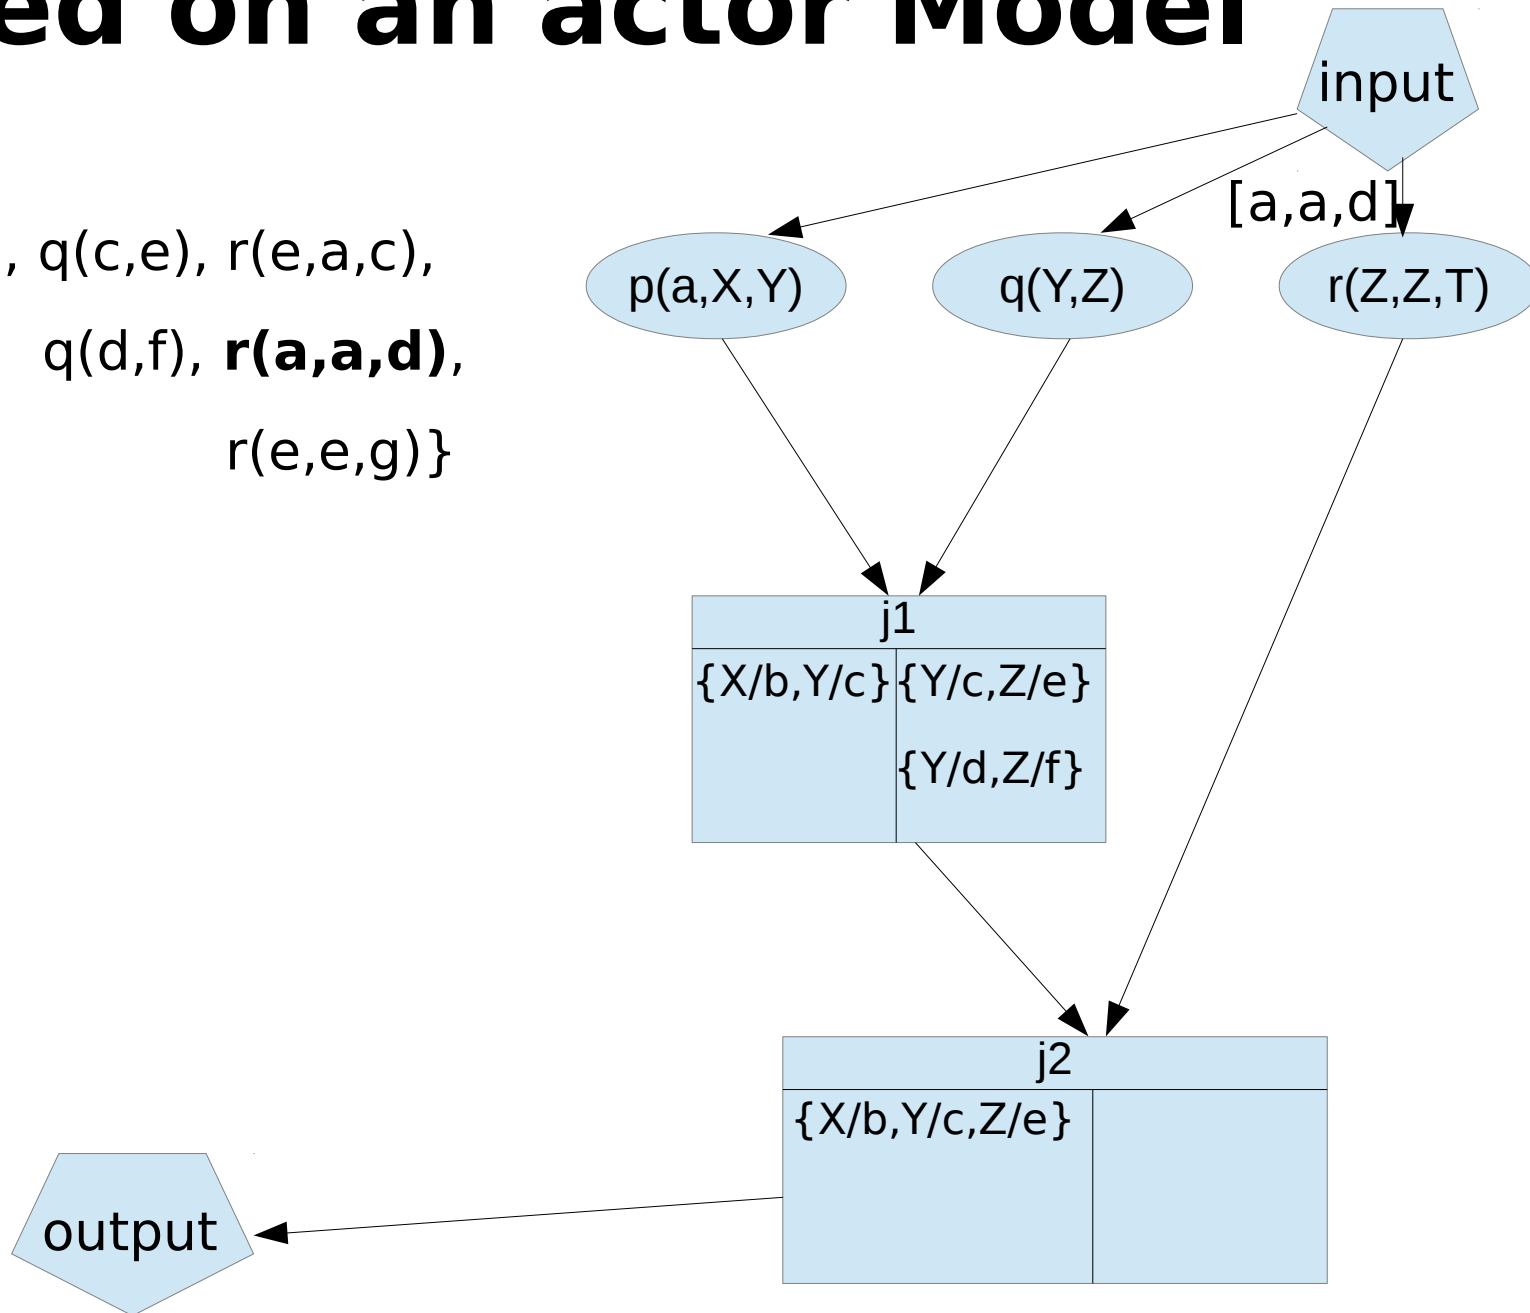 ed on an actor Model
input
[a,a,d]
, q(c,e), r(e,a,c),
p(a,X,Y) q(Y,Z) r(Z,Z,T)
q(d,f), r(a,a,d),
r(e,e,g)}
j1
{X/b,Y/c} {Y/c,Z/e}
{Y/d,Z/f}
j2
{X/b,Y/c,Z/e}
output